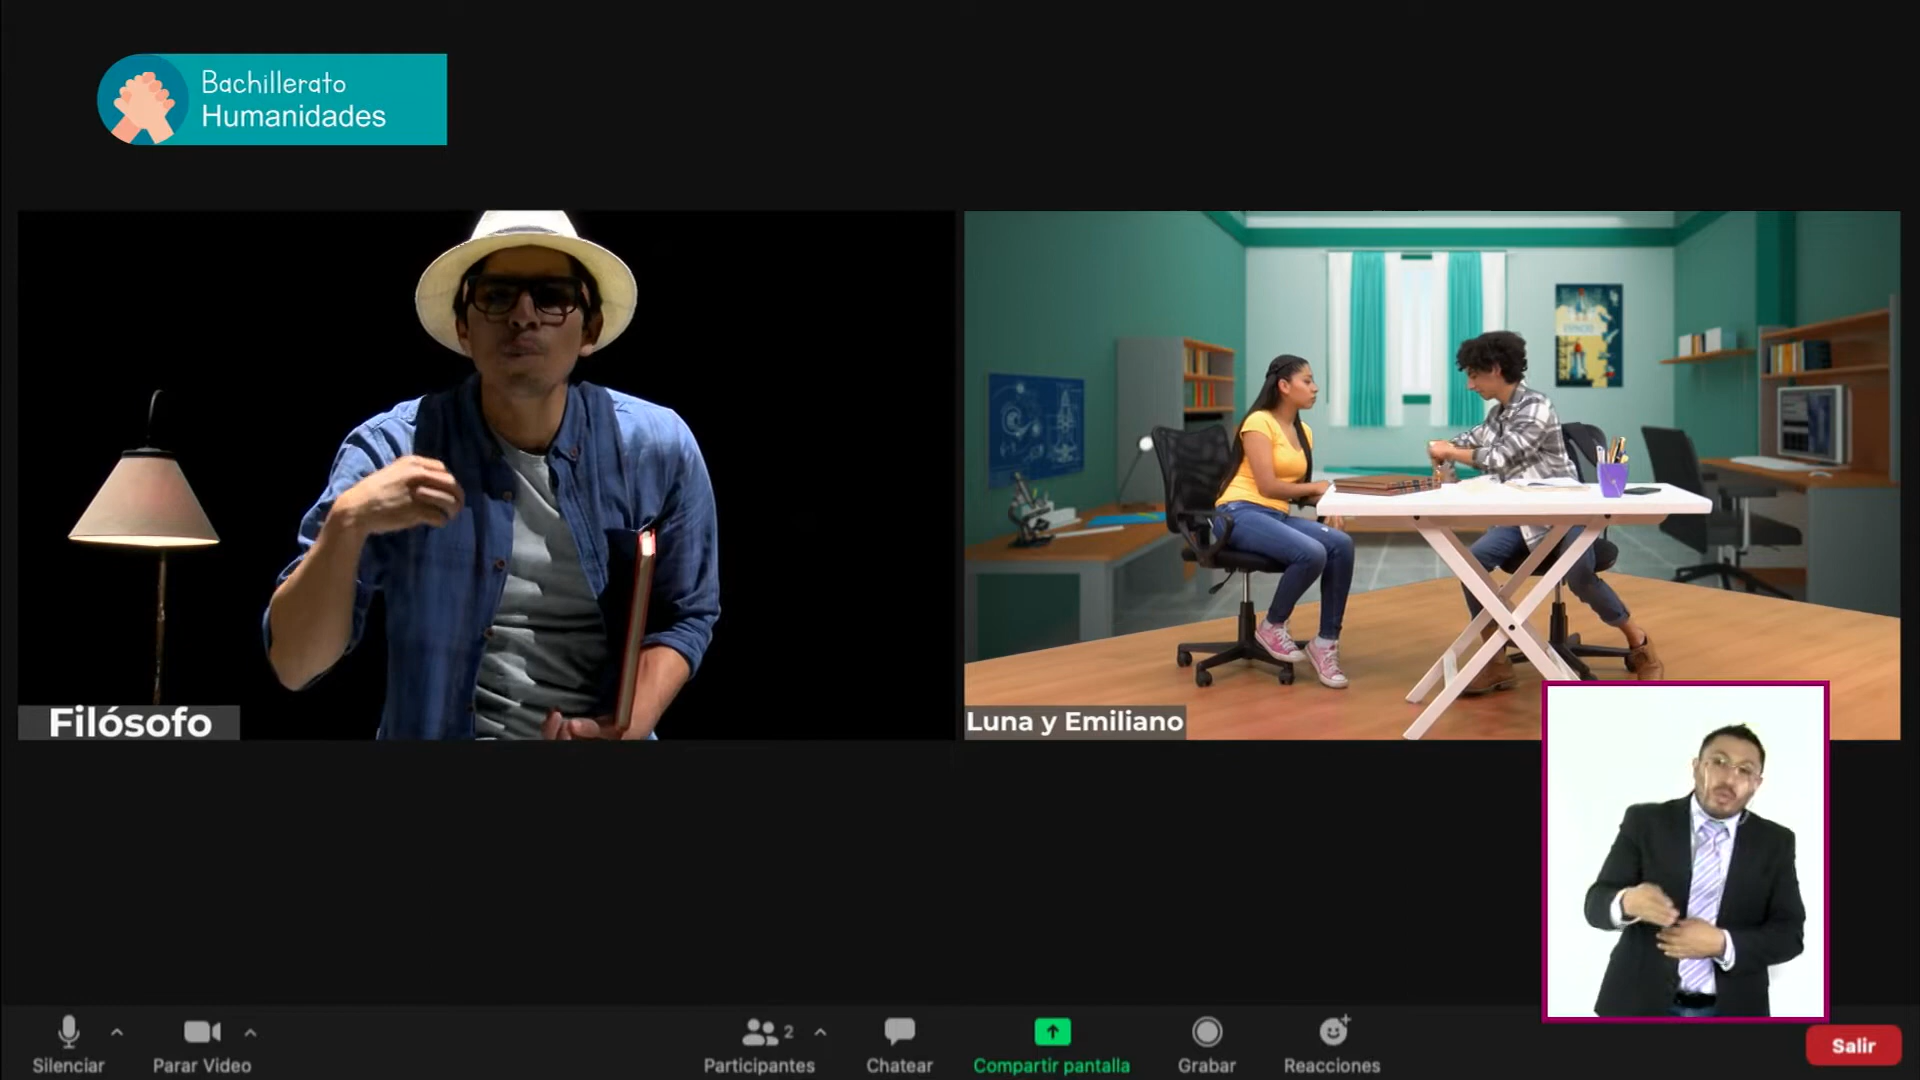 Bachillerato
Humanidades
Filósofo
Luna y Emiliano
Silenciar
Parar Video
2
Participantes
Chatear
Compartir pantalla
Grabar
Reacciones
Salir